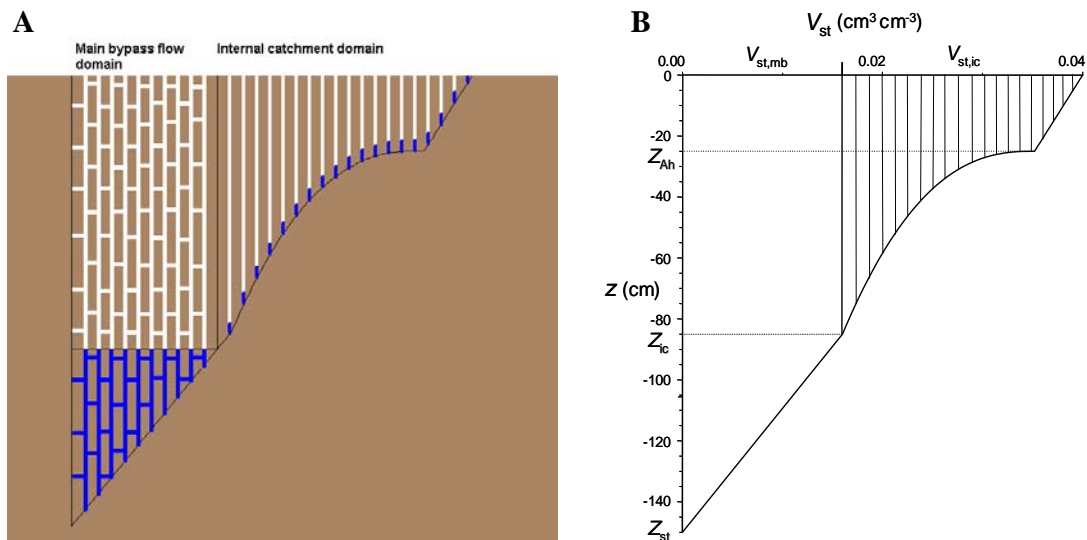 A
Main bypass flow
domain
Internal catchment domain
B
Vst (cm³ cm⁻³)
Vst,mb
Vst,ic
0.00
0.02
0.04
0
-20
ZAh
-40
-60
z (cm)
-80
Zic
-100
-120
-140
Zst